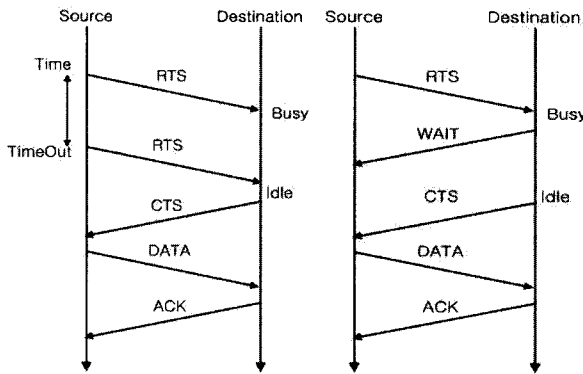 Source Destination Source Destination
Time
RTS RTS
Busy Busy
WAIT
TimeOut RTS
Idle Idle
CTS CTS
DATA DATA
ACK ACK